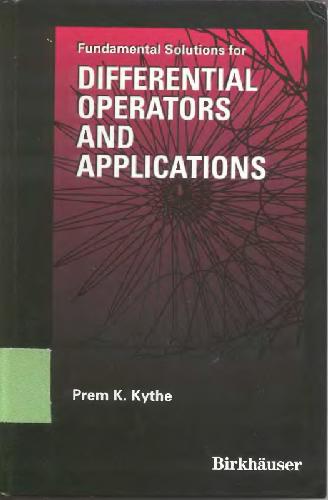 Fundamental Solutions for
DIFFERENTIAL
OPERATORS
AND
APPLICATIONS
Prem K. Kythe
Birkhäuser